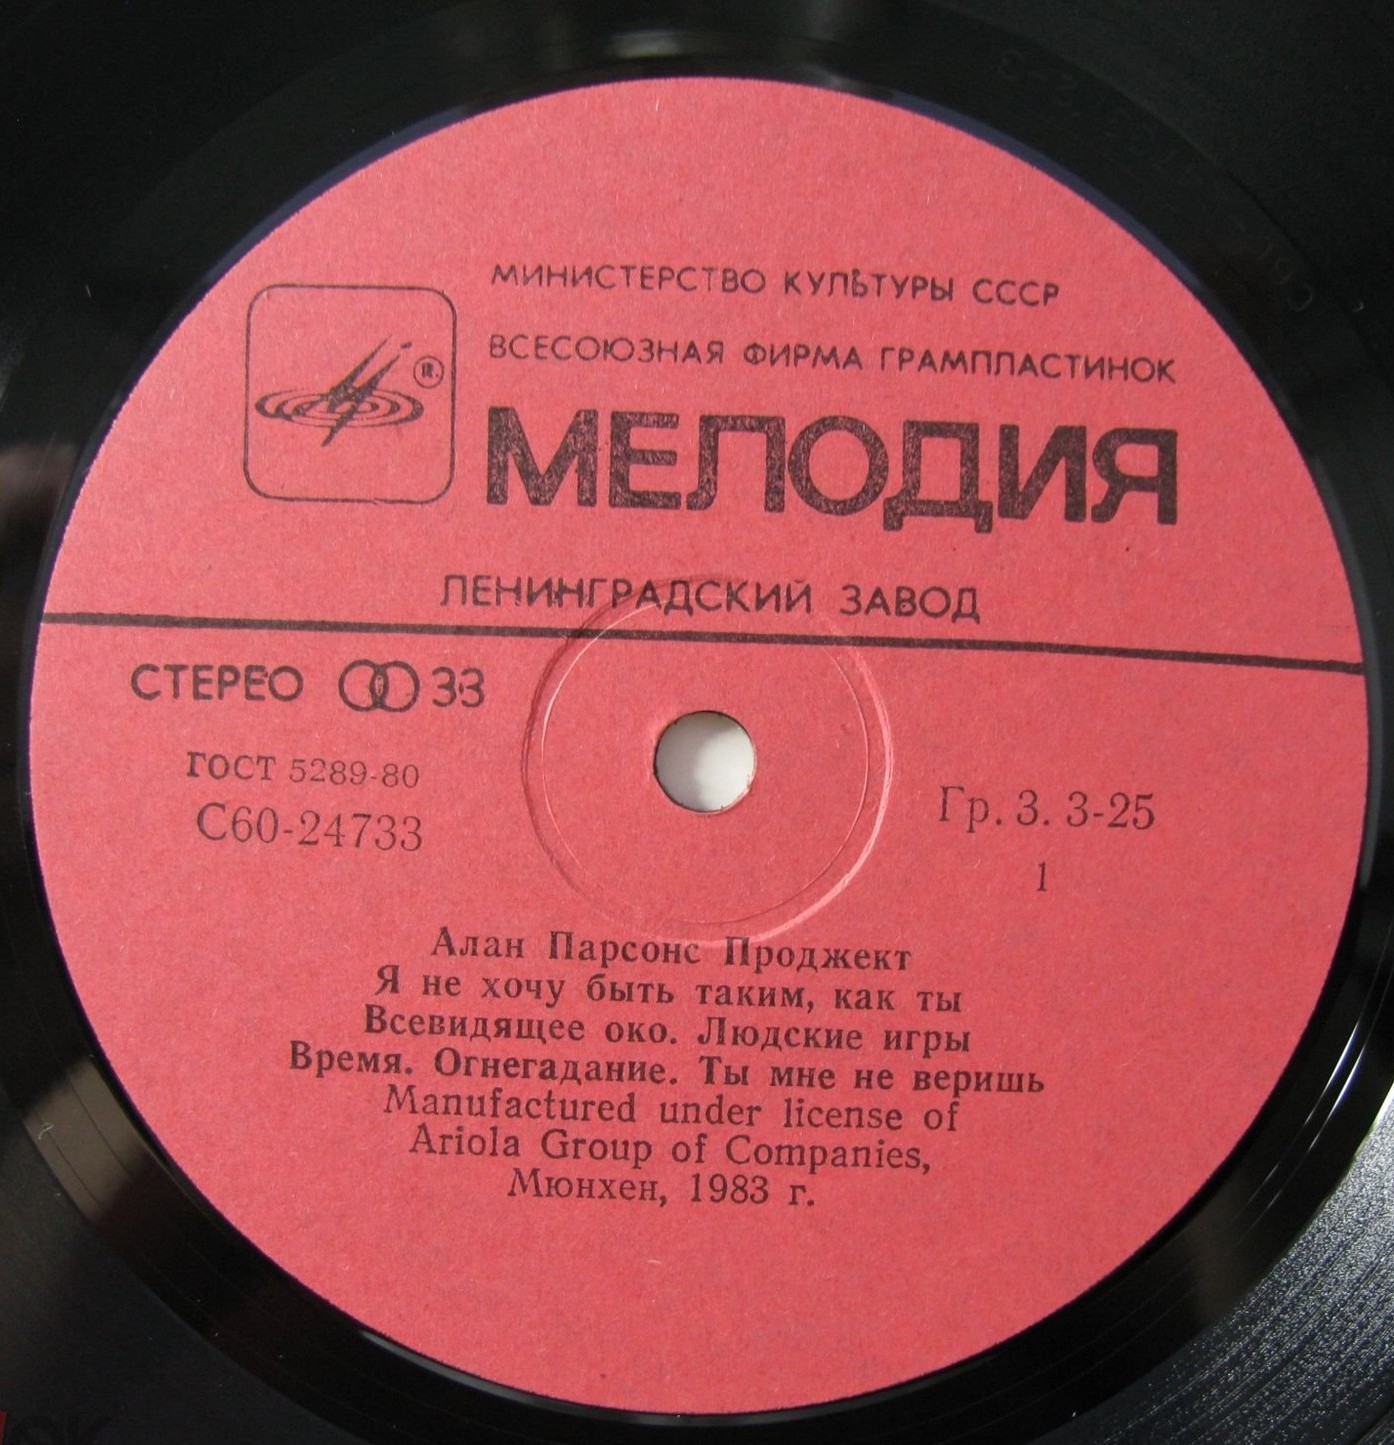 МИНИСТЕРСТВО КУЛЬТУРЫ СССР
ВСЕСОЮЗНАЯ ФИРМА ГРАМПЛАСТИНОК
R.
МЕЛОДИЯ
ЛЕНИНГРАДСКИЙ ЗАВОД
СТЕРЕО 33
ГОСТ 5289-80
С60-24733
Гр. 3. 3-25
1
Алан Парсонс Проджект
Я не хочу быть таким, как ты
Всевидящее око. Людские игры
Время. Огнегадание. Ты мне не веришь
Manufactured under license of
Ariola Group of Companies,
Мюнхен, 1983 г.